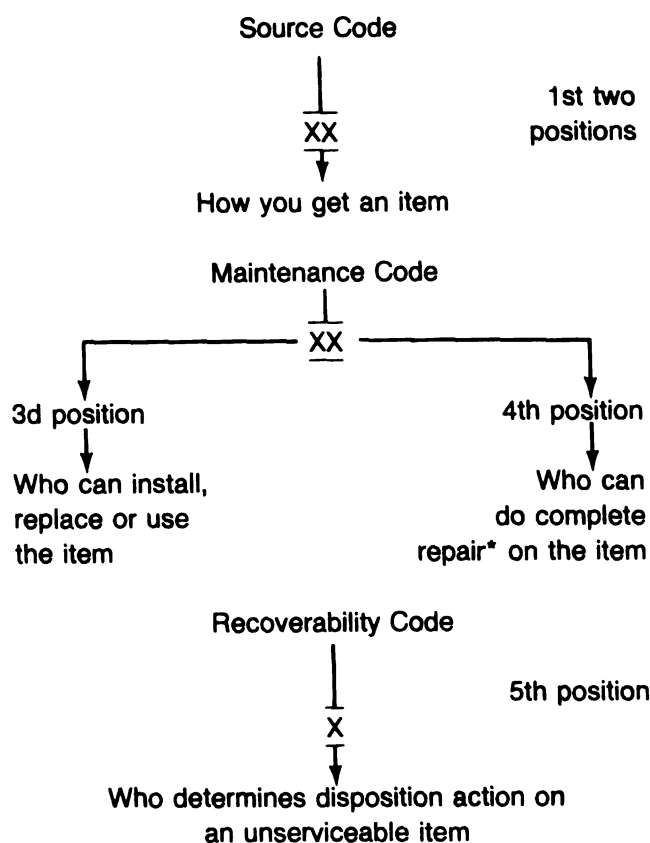 Source Code
1st two
positions
XX
How you get an item
Maintenance Code
XX
3d position
Who can install,
replace or use
the item
4th position
Who can
do complete
repair* on the item
Recoverability Code
5th position
X
Who determines disposition action on
an unserviceable item